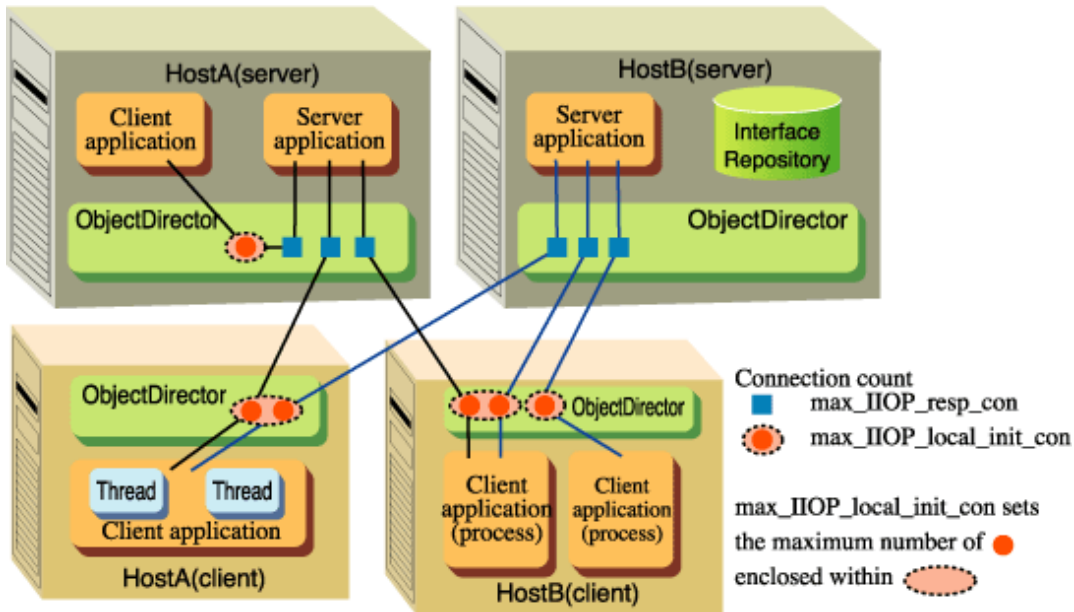 HostA(server)
Client
application
Server
application
ObjectDirector
HostB(server)
Server
application
Interface
Repository
ObjectDirector
ObjectDirector
Thread
Thread
Client application
HostA(client)
ObjectDirector
Client
application
(process)
Client
application
(process)
HostB(client)
Connection count
max_IIOP_resp_con
max_IIOP_local_init_con
max_IIOP_local_init_con sets
the maximum number of
enclosed within